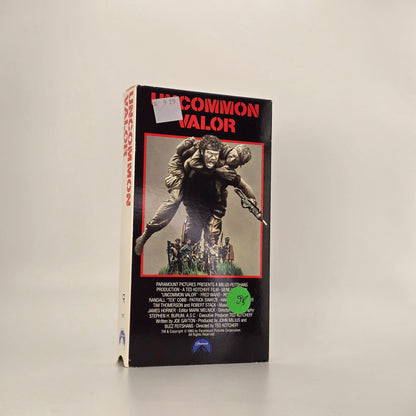 UNCOMMON
VALOR
UNCOMMON
VALOR
PARAMOUNT PICTURES PRESENTS A MILIUS-FEITSHANS
PRODUCTION • A TED KOTCHEFF FILM
"UNCOMMON VALOR" FRED WARD
RANDALL "TEX" COBB • PATRICK SWAYZE
TIM THOMERSON and ROBERT STACK
JAMES HORNER Editor MARK MELNICK
STEPHEN H. BURUM, A.S.C. Executive Producer TED KOTCHEFF
Written by JOE GAYTON Produced by JOHN MILIUS and
BUZZ FEITSHANS Directed by TED KOTCHEFF
Paramount